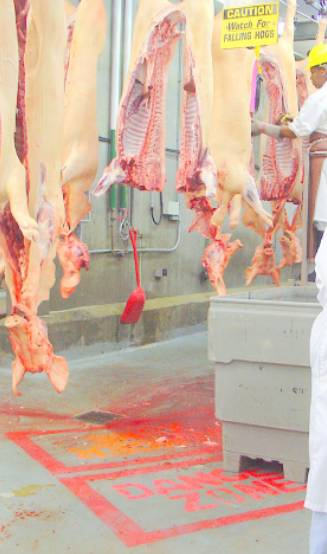 CAUTION
Watch For
FALLING HOGS
DANGER
ZONE